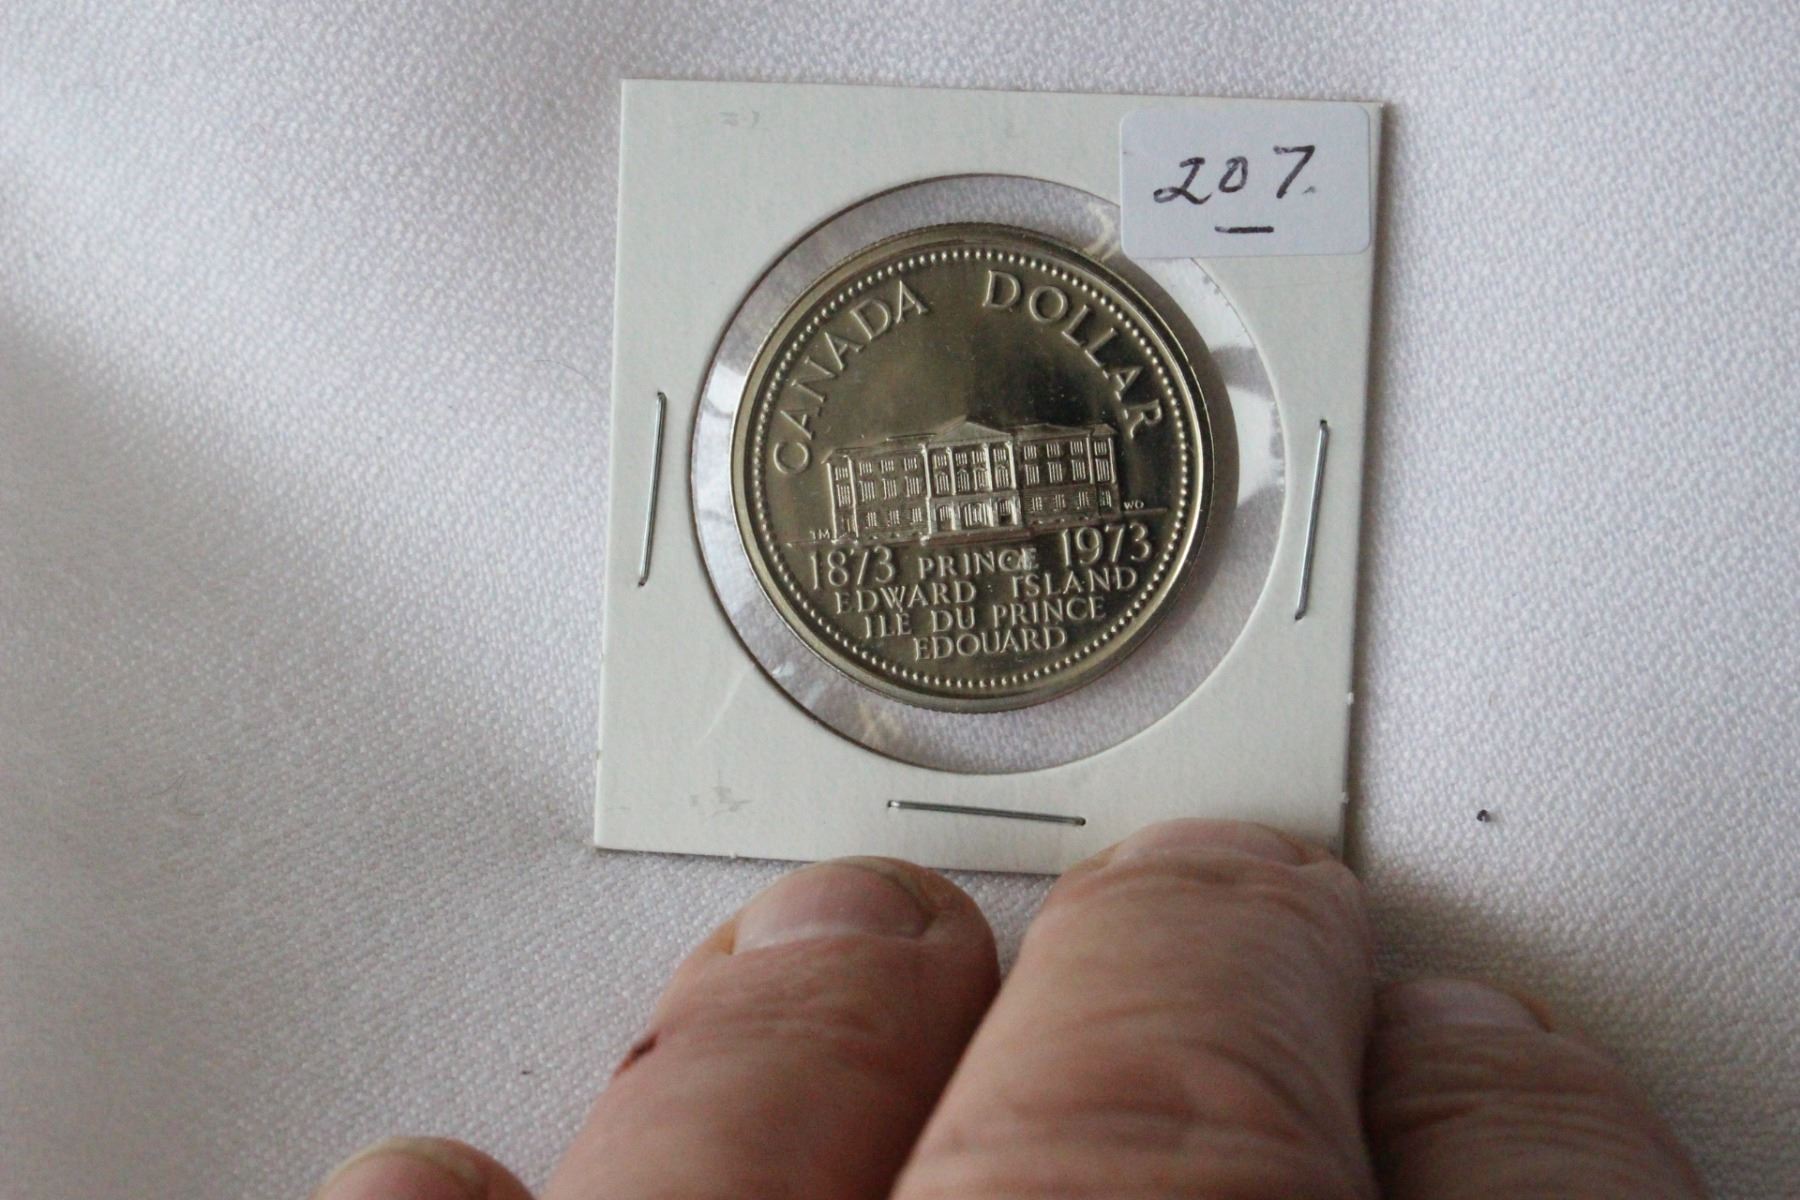 207.
CANADA DOLLAR
TM WO
1873 PRINCE 1973
EDWARD ISLAND
ILE DU PRINCE
EDOUARD